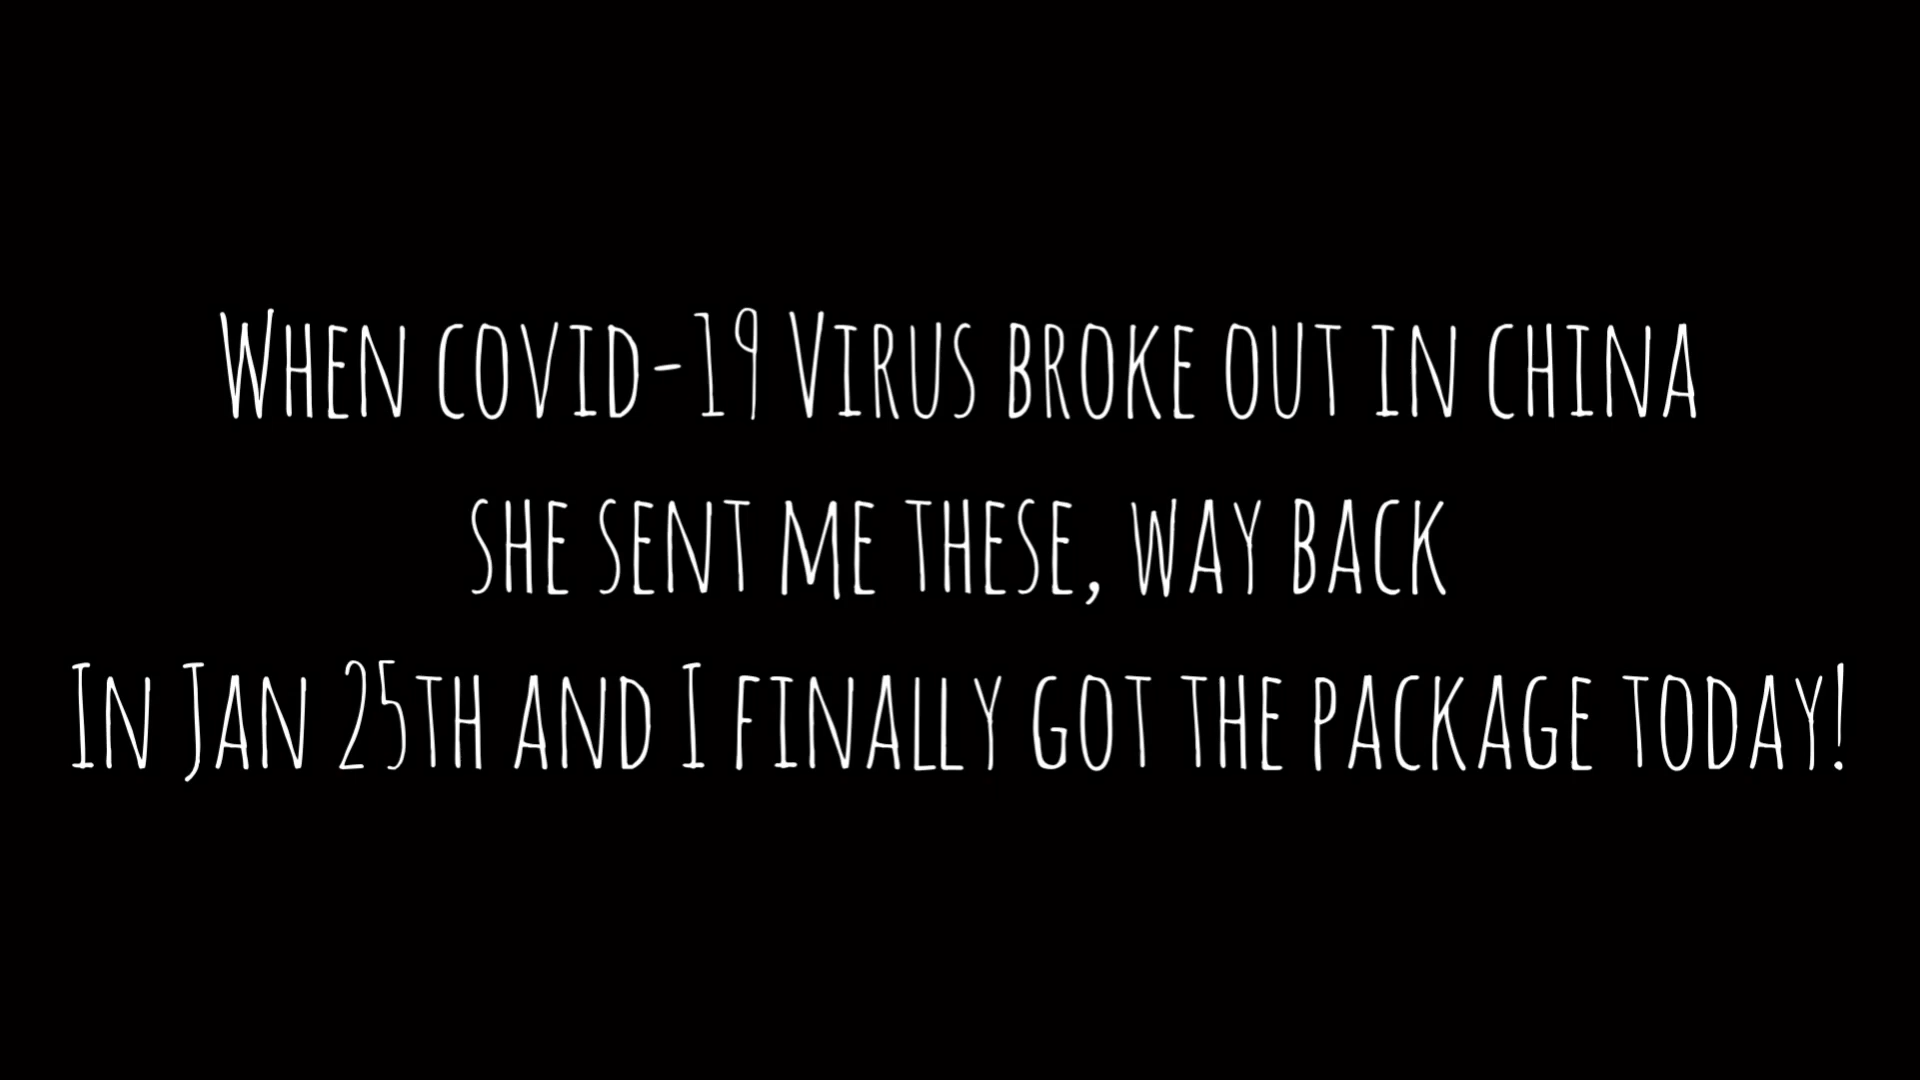 When covid-19 Virus broke out in china
she sent me these, way back
In Jan 25th and I finally got the package today!